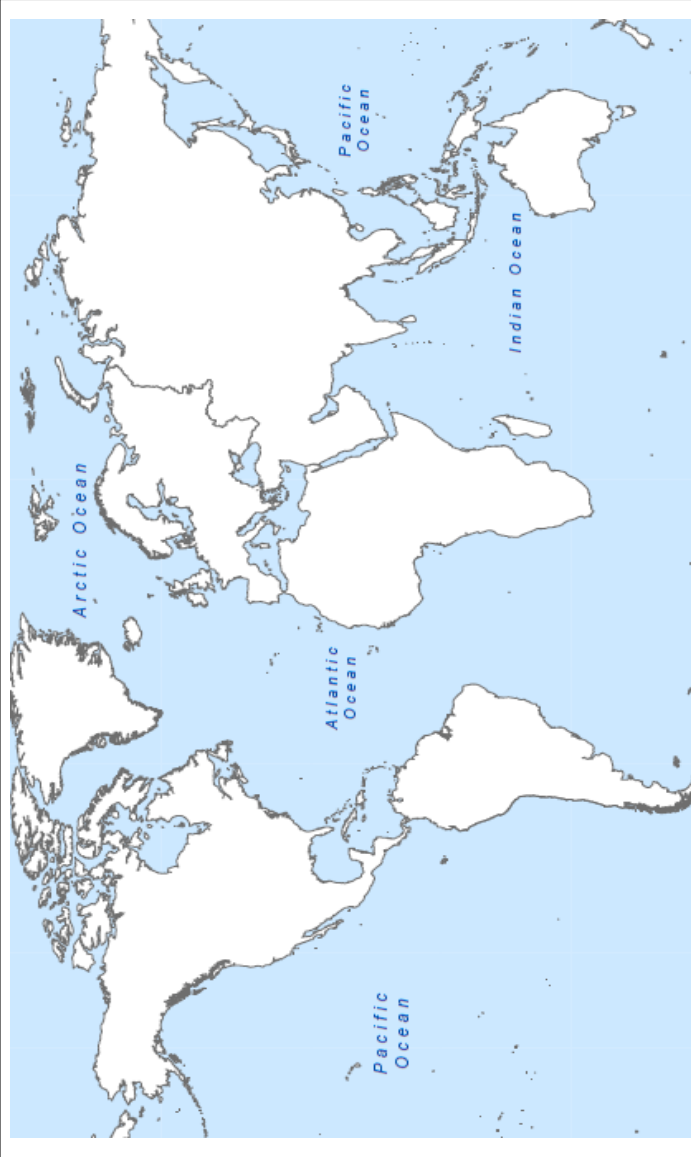 Arctic Ocean
Pacific
Ocean
Atlantic
Ocean
Pacific
Ocean
Indian Ocean